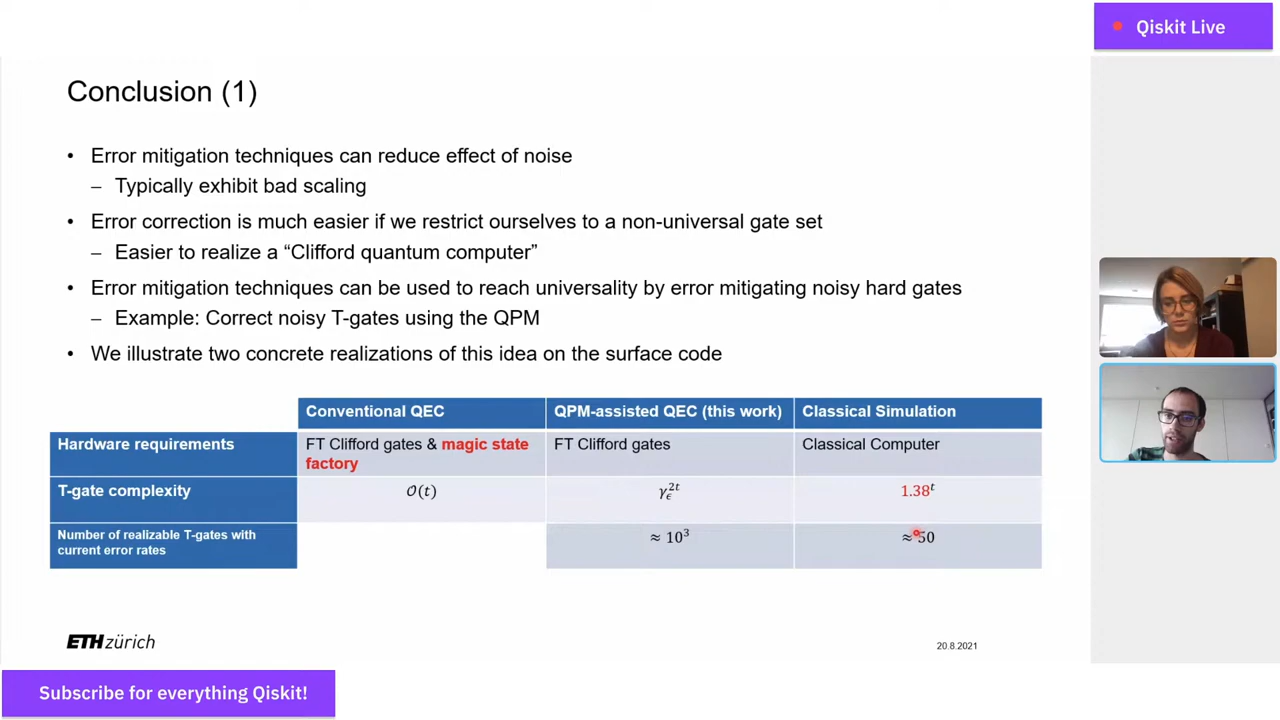 Qiskit Live
Conclusion (1)
• Error mitigation techniques can reduce effect of noise
– Typically exhibit bad scaling
• Error correction is much easier if we restrict ourselves to a non-universal gate set
– Easier to realize a “Clifford quantum computer”
• Error mitigation techniques can be used to reach universality by error mitigating noisy hard gates
– Example: Correct noisy T-gates using the QPM
• We illustrate two concrete realizations of this idea on the surface code
Conventional QEC QPM-assisted QEC (this work) Classical Simulation
Hardware requirements FT Clifford gates & magic state FT Clifford gates Classical Computer
factory
T-gate complexity 𝒪(t) γ_ϵ^{2t} 1.38^t
Number of realizable T-gates with
current error rates ≈ 10³ ≈ 50
ETH zürich
20.8.2021
Subscribe for everything Qiskit!